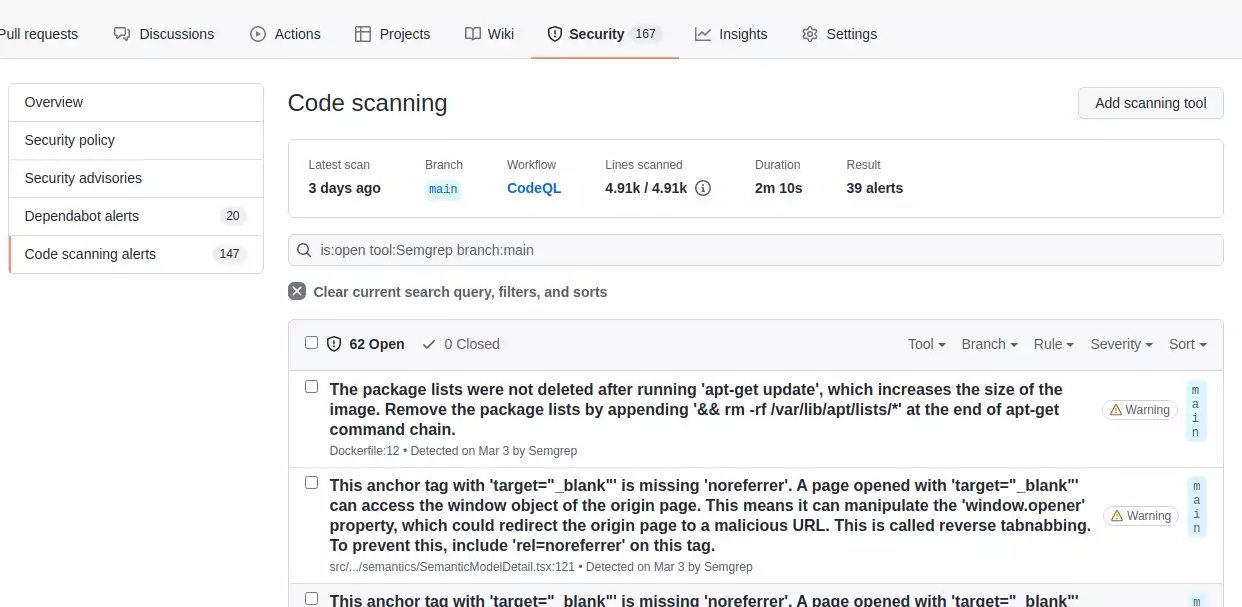 Pull requests Discussions Actions Projects Wiki Security 167 Insights Settings
Overview
Security policy
Security advisories
Dependabot alerts 20
Code scanning alerts 147
Code scanning Add scanning tool
Latest scan Branch Workflow Lines scanned Duration Result
3 days ago main CodeQL 4.91k / 4.91k 2m 10s 39 alerts
is:open tool:Semgrep branch:main
Clear current search query, filters, and sorts
62 Open 0 Closed Tool Branch Rule Severity Sort
The package lists were not deleted after running 'apt-get update', which increases the size of the
image. Remove the package lists by appending '&& rm -rf /var/lib/apt/lists/*' at the end of apt-get
command chain.
Warning main
Dockerfile:12 • Detected on Mar 3 by Semgrep
This anchor tag with 'target="_blank"' is missing 'noreferrer'. A page opened with 'target="_blank"'
can access the window object of the origin page. This means it can manipulate the 'window.opener'
property, which could redirect the origin page to a malicious URL. This is called reverse tabnabbing.
To prevent this, include 'rel=noreferrer' on this tag.
Warning main
src/.../semantics/SemanticModelDetail.tsx:121 • Detected on Mar 3 by Semgrep
This anchor tag with 'target="_blank"' is missing 'noreferrer'. A page opened with 'target="_blank"'
m